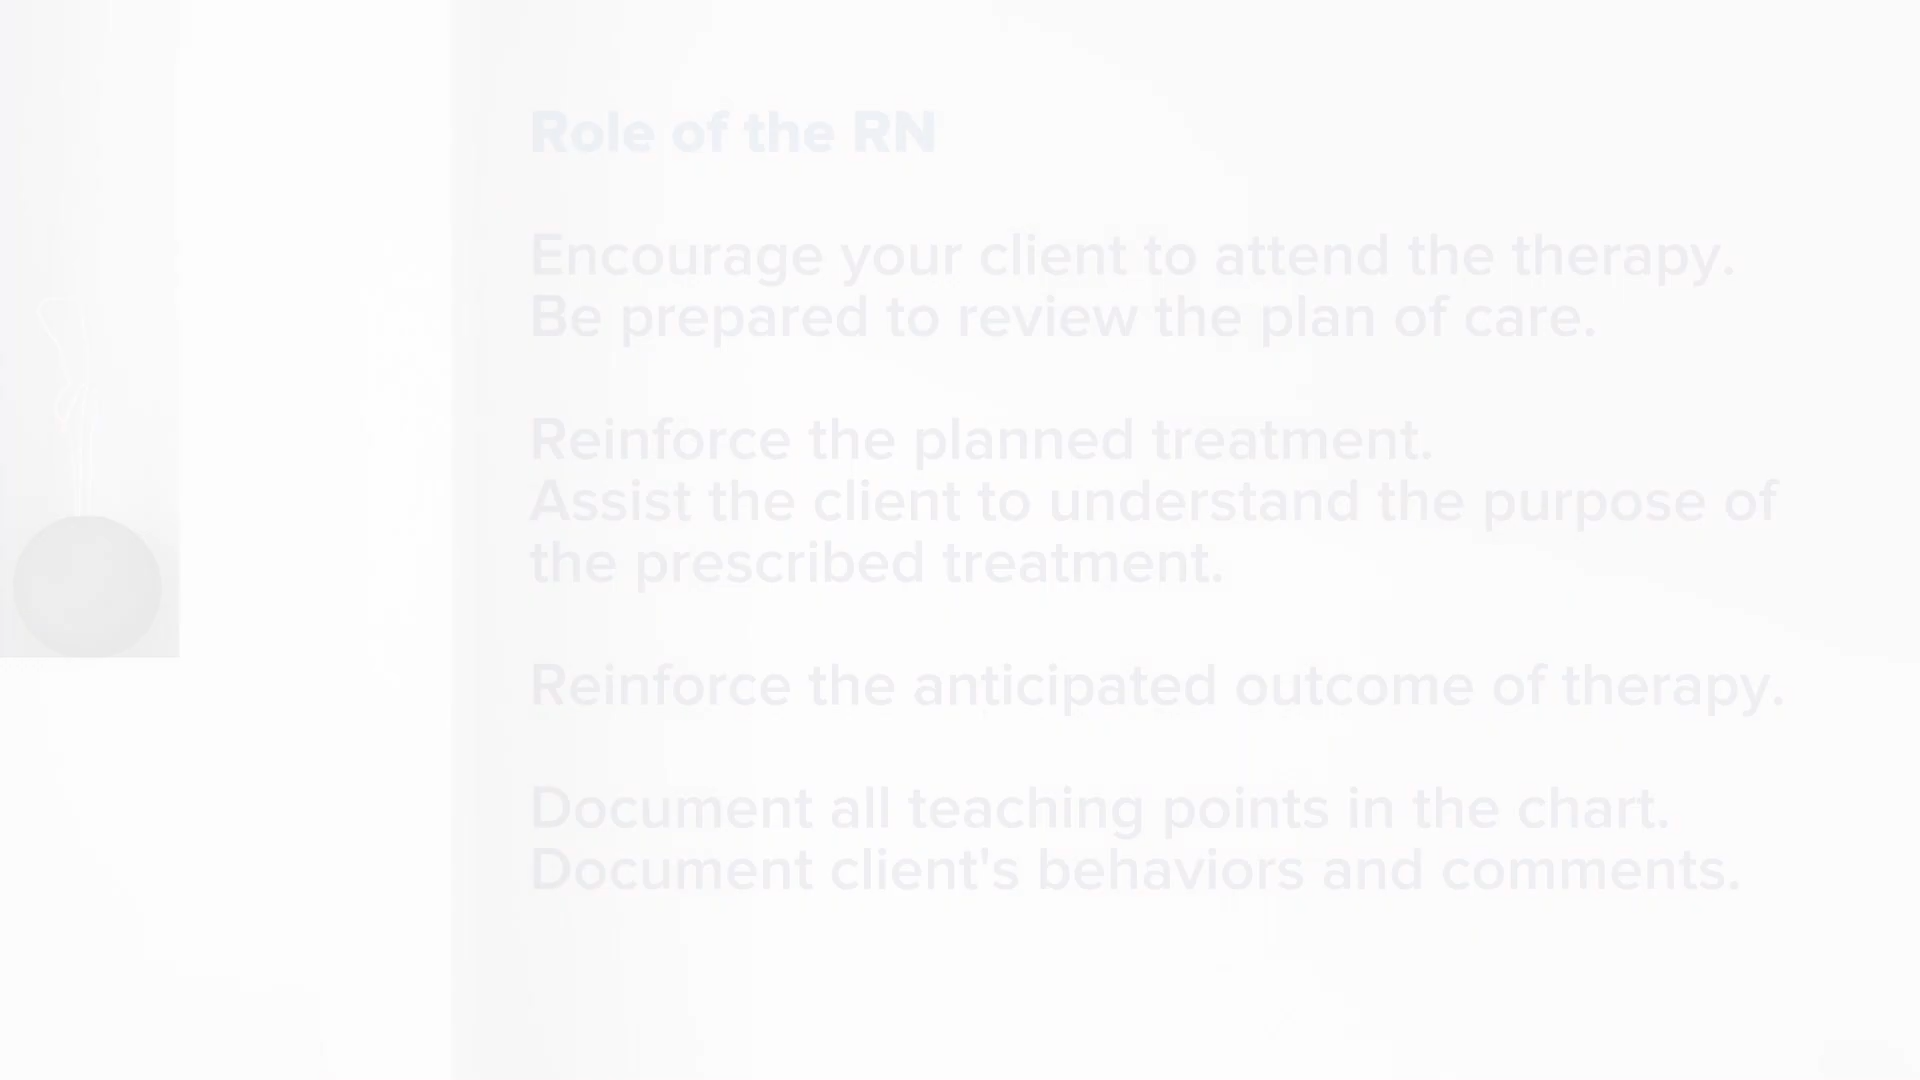 Role of the RN
Encourage your client to attend the therapy.
Be prepared to review the plan of care.
Reinforce the planned treatment.
Assist the client to understand the purpose of
the prescribed treatment.
Reinforce the anticipated outcome of therapy.
Document all teaching points in the chart.
Document client's behaviors and comments.